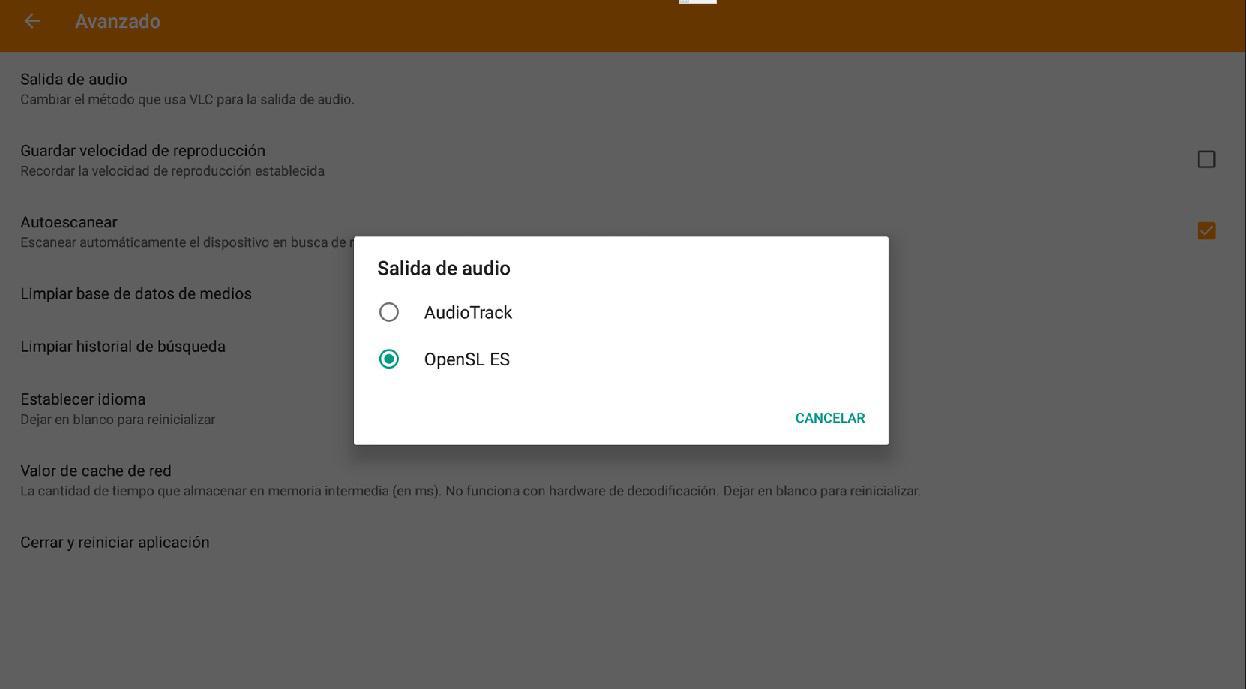 Avanzado
Salida de audio
Cambiar el método que usa VLC para la salida de audio.
Guardar velocidad de reproducción
Recordar la velocidad de reproducción establecida
Autoescanear
Escanear automáticamente el dispositivo en busca de
Salida de audio
AudioTrack
OpenSL ES
CANCELAR
Limpiar base de datos de medios
Limpiar historial de búsqueda
Establecer idioma
Dejar en blanco para reinicializar
Valor de cache de red
La cantidad de tiempo que almacenar en memoria intermedia (en ms). No funciona con hardware de decodificación. Dejar en blanco para reinicializar.
Cerrar y reiniciar aplicación